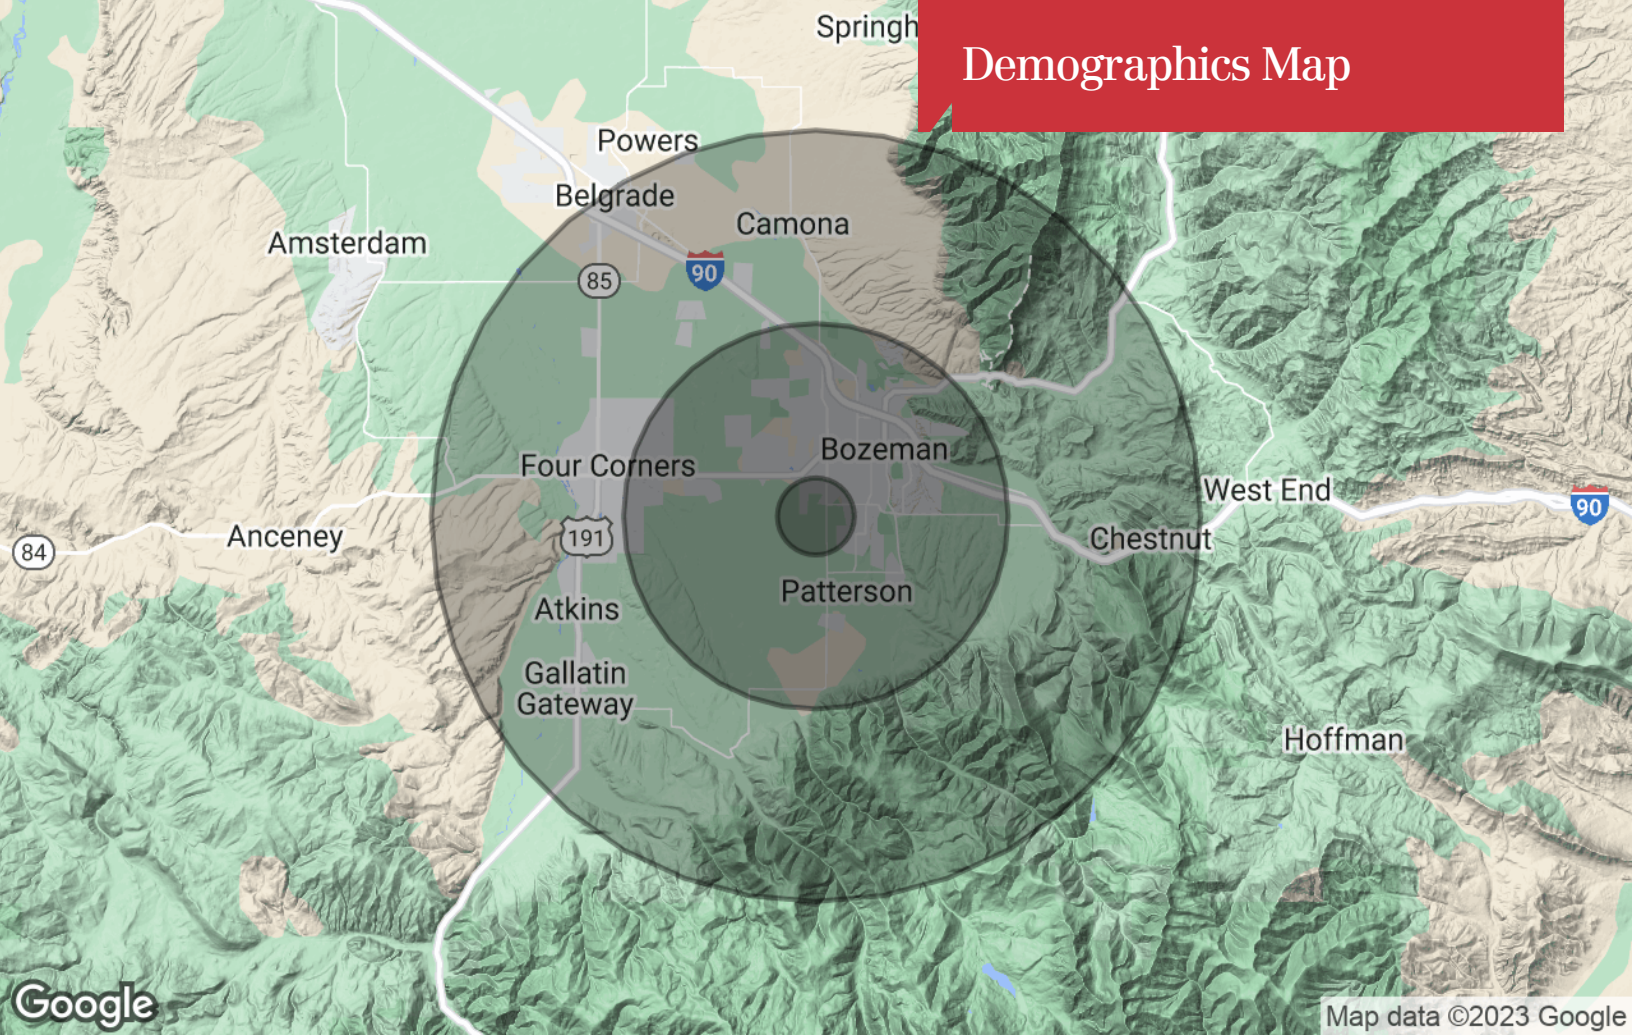 Springh
Demographics Map
Powers
Belgrade
Camona
Amsterdam
90
85
Bozeman
Four Corners
West End
90
191
Anceney
84
Chestnut
Patterson
Atkins
Gallatin
Gateway
Hoffman
Google
Map data ©2023 Google